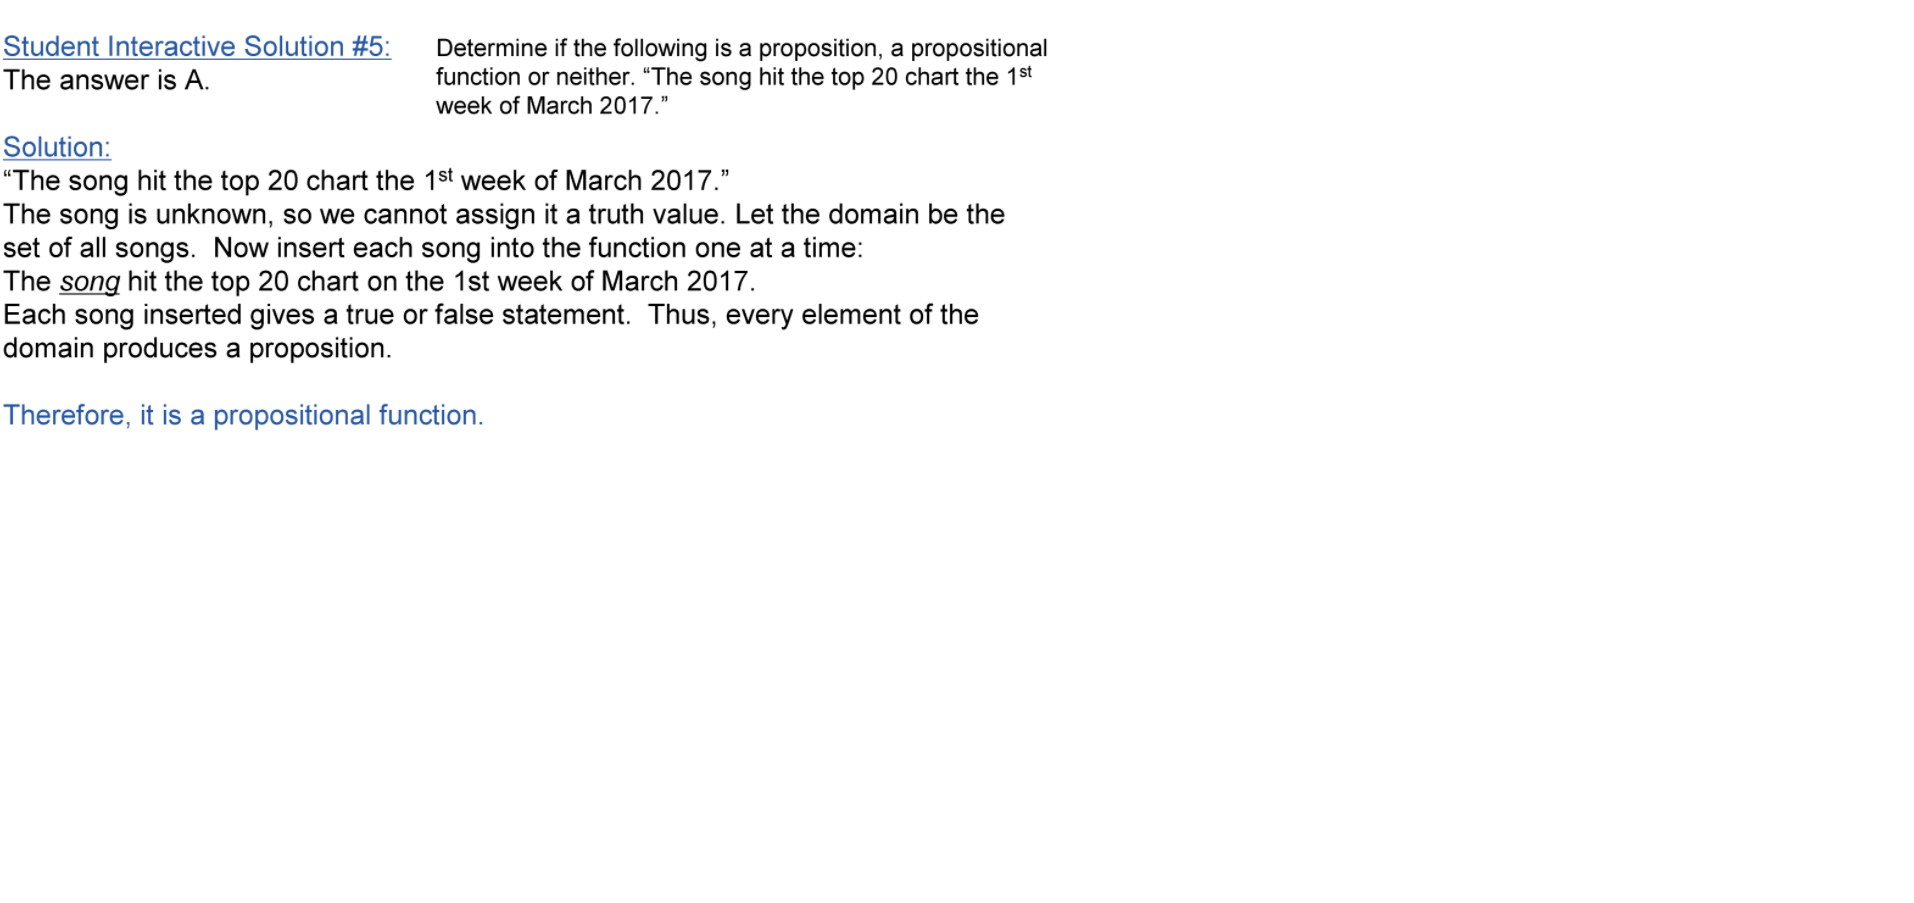 Student Interactive Solution #5:
The answer is A.
Determine if the following is a proposition, a propositional
function or neither. “The song hit the top 20 chart the 1st
week of March 2017.”
Solution:
“The song hit the top 20 chart the 1st week of March 2017.”
The song is unknown, so we cannot assign it a truth value. Let the domain be the
set of all songs.  Now insert each song into the function one at a time:
The song hit the top 20 chart on the 1st week of March 2017.
Each song inserted gives a true or false statement.  Thus, every element of the
domain produces a proposition.
Therefore, it is a propositional function.